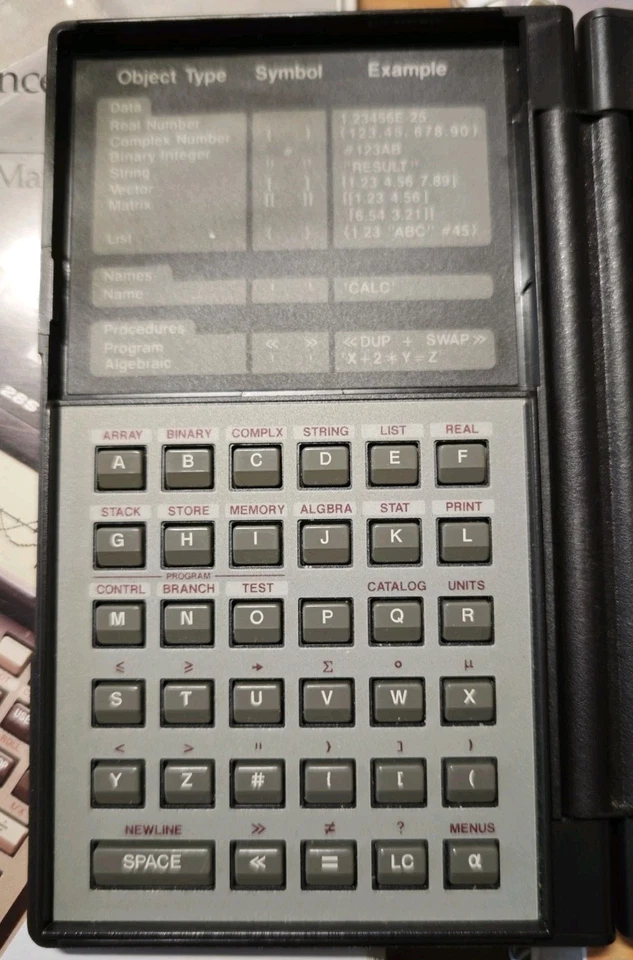 nce
Ma
28S
Object Type Symbol Example
Data
Real Number 1.23456E-25
Complex Number ( ) (123.45, 678.90)
Binary Integer # #123AB
String " " "RESULT"
Vector [ ] [1.23 4.56 7.89]
Matrix [[ ]] [[1.23 4.56]
[6.54 3.21]]
List { } {1.23 "ABC" #45}
Names
Name ' ' 'CALC'
Procedures
Program « » «DUP + SWAP»
Algebraic ' ' 'X+2*Y=Z'
ARRAY BINARY COMPLX STRING LIST REAL
A B C D E F
STACK STORE MEMORY ALGBRA STAT PRINT
G H I J K L
PROGRAM
CONTRL BRANCH TEST CATALOG UNITS
M N O P Q R
≤ ≥ → Σ ° μ
S T U V W X
< > " } ] )
Y Z # { [ (
NEWLINE » ≠ ? MENUS
SPACE « = LC α